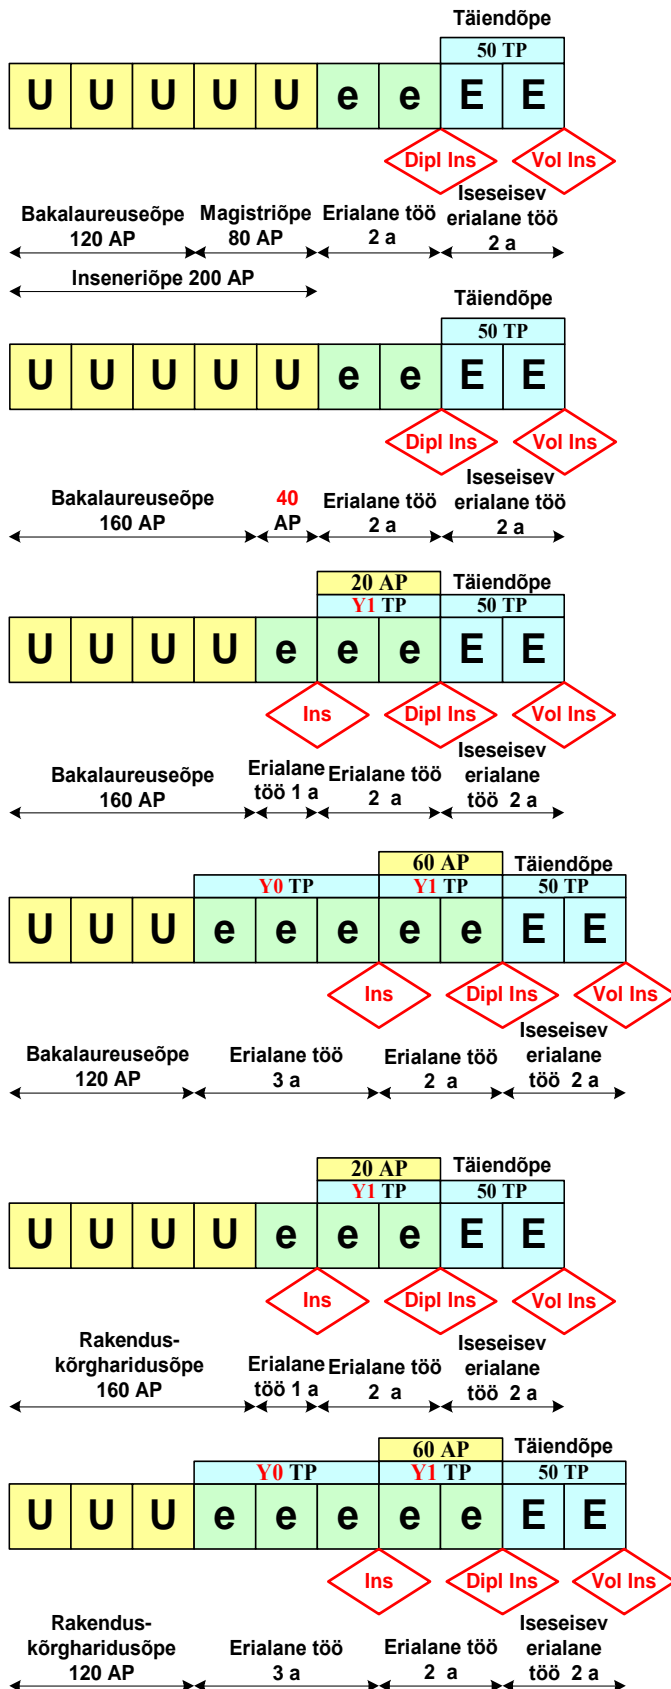 Täiendõpe
50 TP
U U U U U e e E E
Dipl Ins Vol Ins
Bakalaureuseõpe Magistriõpe Erialane töö Iseseisev
120 AP 80 AP 2 a erialane töö
2 a
Inseneriõpe 200 AP
Täiendõpe
50 TP
U U U U U e e E E
Dipl Ins Vol Ins
Bakalaureuseõpe 40 Erialane töö Iseseisev
160 AP AP 2 a erialane töö
2 a
20 AP Täiendõpe
Y1 TP 50 TP
U U U U e e e E E
Ins Dipl Ins Vol Ins
Bakalaureuseõpe Erialane Erialane töö Iseseisev
160 AP töö 1 a 2 a erialane
töö 2 a
60 AP Täiendõpe
Y0 TP Y1 TP 50 TP
U U U e e e e e E E
Ins Dipl Ins Vol Ins
Bakalaureuseõpe Erialane töö Erialane töö Iseseisev
120 AP 3 a 2 a erialane
töö 2 a
20 AP Täiendõpe
Y1 TP 50 TP
U U U U e e e E E
Ins Dipl Ins Vol Ins
Rakendus- Erialane Erialane töö Iseseisev
kõrgharidusõpe töö 1 a 2 a erialane
160 AP töö 2 a
60 AP Täiendõpe
Y0 TP Y1 TP 50 TP
U U U e e e e e E E
Ins Dipl Ins Vol Ins
Rakendus- Erialane töö Erialane töö Iseseisev
kõrgharidusõpe 3 a 2 a erialane
120 AP töö 2 a